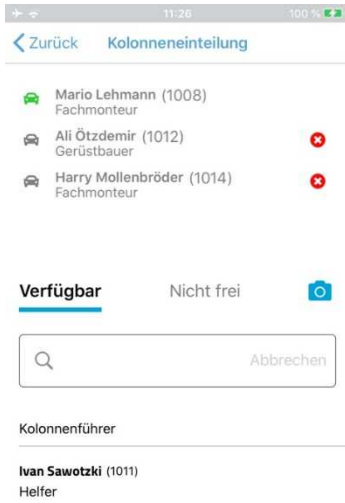 11:26
100 %
Zurück Kolonneneinteilung
Mario Lehmann (1008)
Fachmonteur
Ali Ötzdemir (1012)
Gerüstbauer
Harry Mollenbröder (1014)
Fachmonteur
Verfügbar Nicht frei
Abbrechen
Kolonnenführer
Ivan Sawotzki (1011)
Helfer